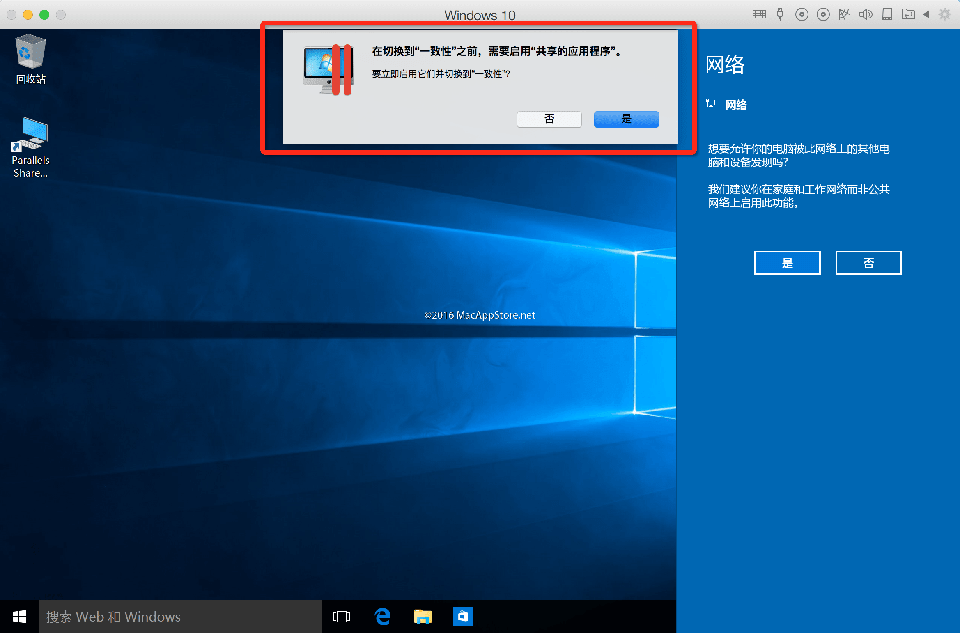 Windows 10
回收站
Parallels
Share...
在切换到“一致性”之前，需要启用“共享的应用程序”。
要立即启用它们并切换到“一致性”？
否
是
网络
网络
想要允许你的电脑被此网络上的其他电
脑和设备发现吗?
我们建议你在家庭和工作网络而非公共
网络上启用此功能。
是
否
©2016 MacAppStore.net
搜索 Web 和 Windows